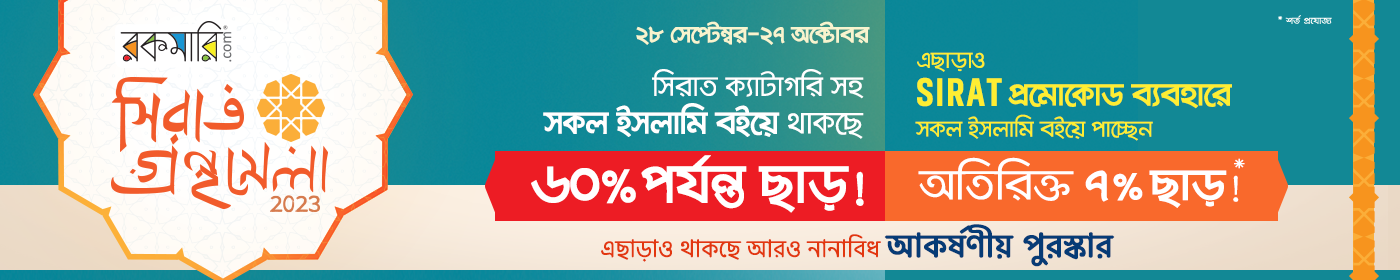 রকমারি.com®
সিরাত
গ্রন্থমেলা
2023
২৮ সেপ্টেম্বর-২৭ অক্টোবর
সিরাত ক্যাটাগরি সহ
সকল ইসলামি বইয়ে থাকছে
৬০% পর্যন্ত ছাড়!
* শর্ত প্রযোজ্য
এছাড়াও
SIRAT প্রমোকোড ব্যবহারে
সকল ইসলামি বইয়ে পাচ্ছেন
অতিরিক্ত ৭% ছাড়!*
এছাড়াও থাকছে আরও নানাবিধ আকর্ষণীয় পুরস্কার